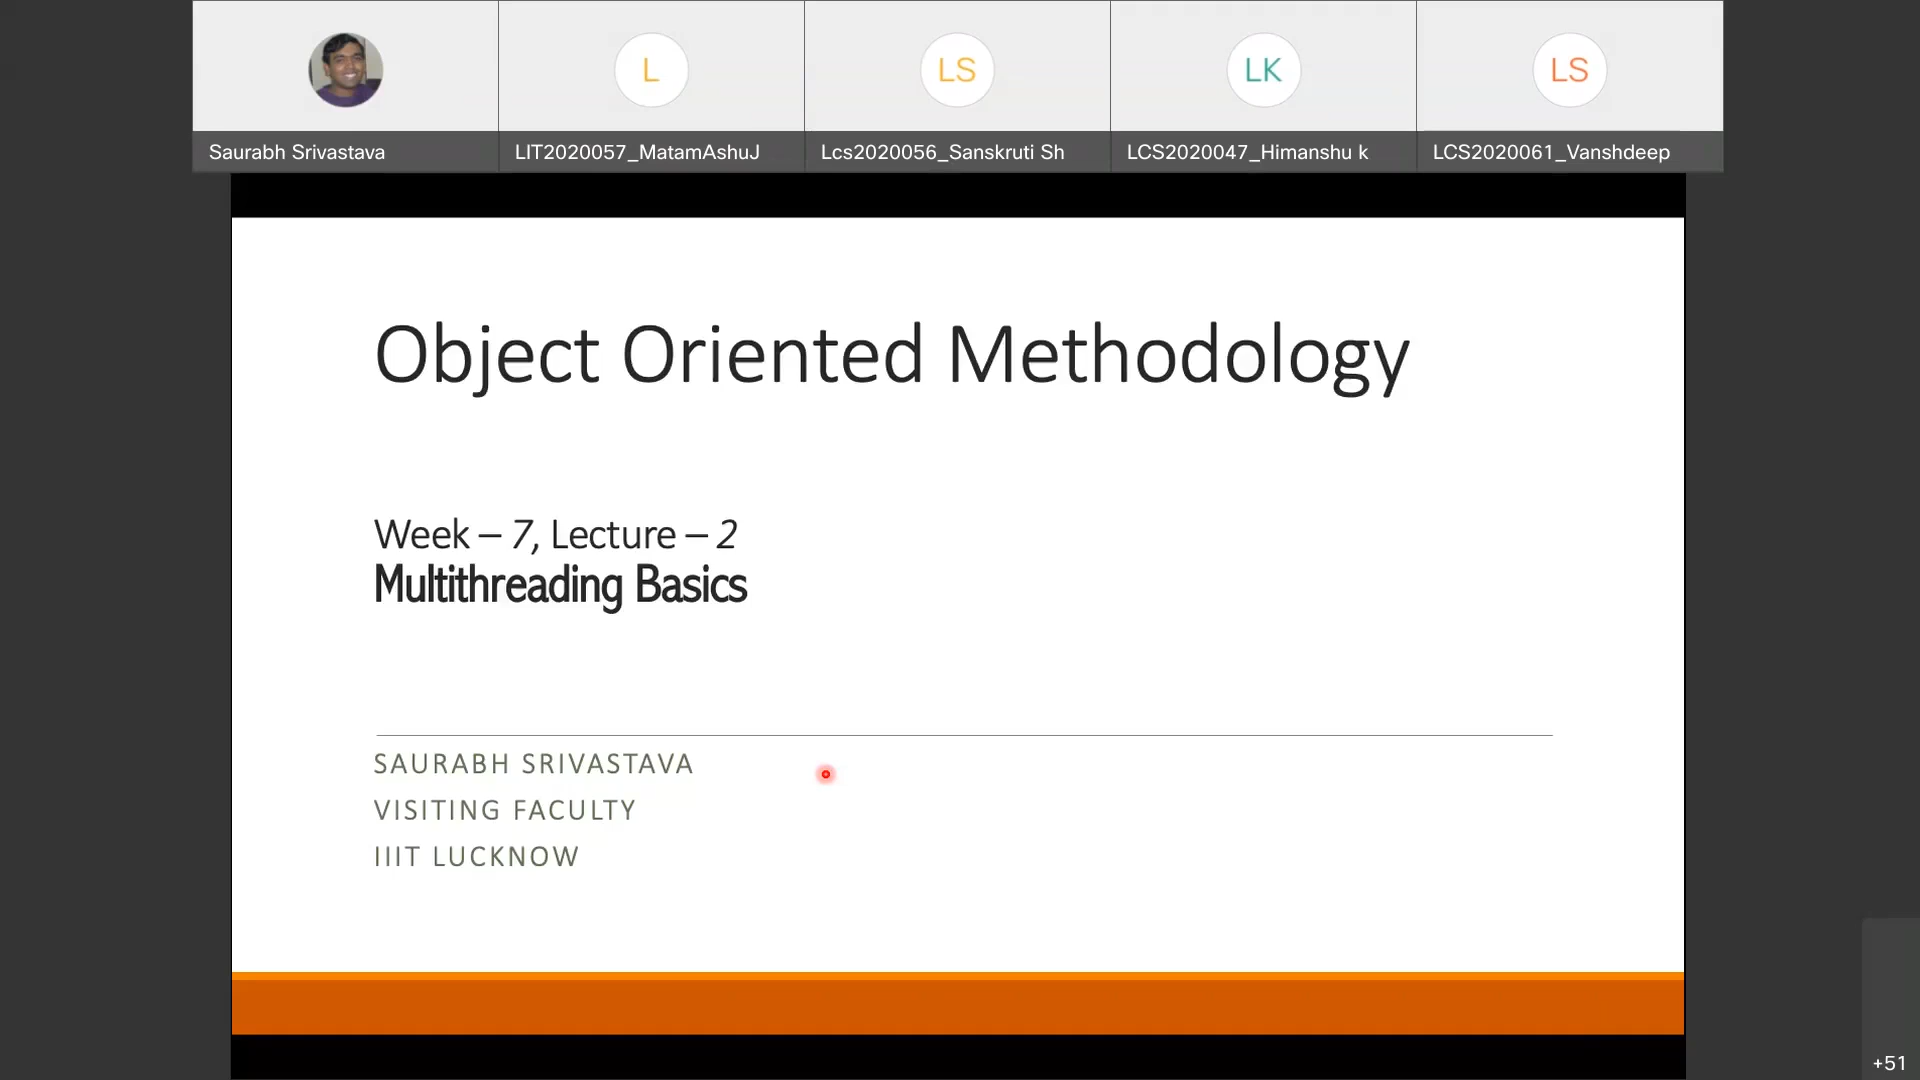 L
LS
LK
LS
Saurabh Srivastava
LIT2020057_MatamAshuJ
Lcs2020056_Sanskruti Sh
LCS2020047_Himanshu k
LCS2020061_Vanshdeep
Object Oriented Methodology
Week – 7, Lecture – 2
Multithreading Basics
SAURABH SRIVASTAVA
VISITING FACULTY
IIIT LUCKNOW
+51